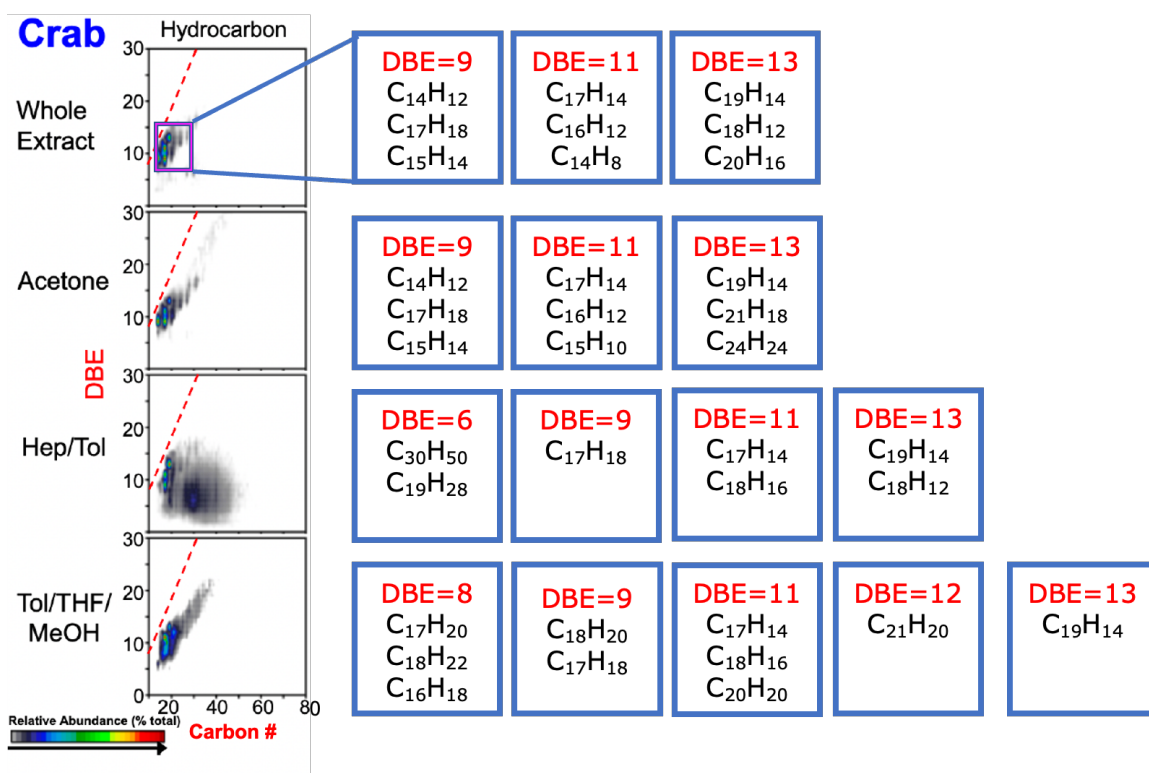 Crab
Hydrocarbon
Whole
Extract
30
20
10
DBE=9
C₁₄H₁₂
C₁₇H₁₈
C₁₅H₁₄
DBE=11
C₁₇H₁₄
C₁₆H₁₂
C₁₄H₈
DBE=13
C₁₉H₁₄
C₁₈H₁₂
C₂₀H₁₆
Acetone
30
20
10
DBE=9
C₁₄H₁₂
C₁₇H₁₈
C₁₅H₁₄
DBE=11
C₁₇H₁₄
C₁₆H₁₂
C₁₅H₁₀
DBE=13
C₁₉H₁₄
C₂₁H₁₈
C₂₄H₂₄
DBE
Hep/Tol
30
20
10
DBE=6
C₃₀H₅₀
C₁₉H₂₈
DBE=9
C₁₇H₁₈
DBE=11
C₁₇H₁₄
C₁₈H₁₆
DBE=13
C₁₉H₁₄
C₁₈H₁₂
Tol/THF/
MeOH
30
20
10
0
DBE=8
C₁₇H₂₀
C₁₈H₂₂
C₁₆H₁₈
DBE=9
C₁₈H₂₀
C₁₇H₁₈
DBE=11
C₁₇H₁₄
C₁₈H₁₆
C₂₀H₂₀
DBE=12
C₂₁H₂₀
DBE=13
C₁₉H₁₄
20 40 60 80
Relative Abundance (% total)
Carbon #